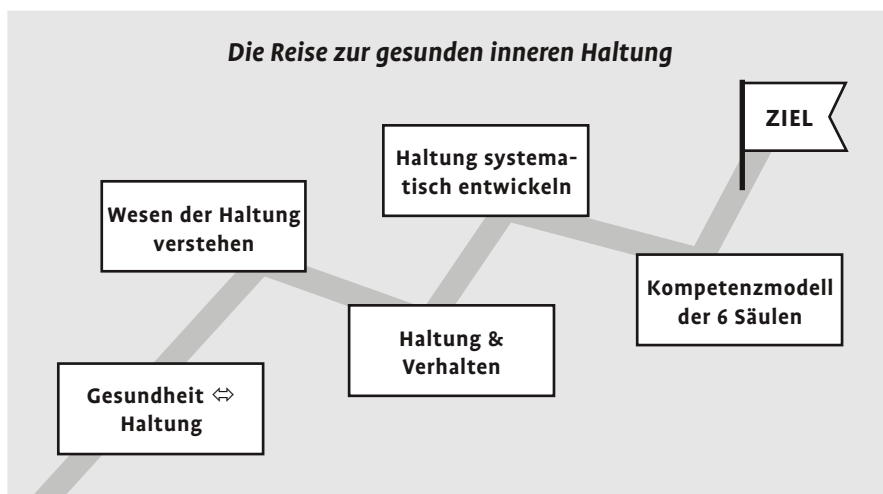 Die Reise zur gesunden inneren Haltung
ZIEL
Haltung systema-
tisch entwickeln
Wesen der Haltung
verstehen
Kompetenzmodell
der 6 Säulen
Haltung &
Verhalten
Gesundheit ⇔
Haltung